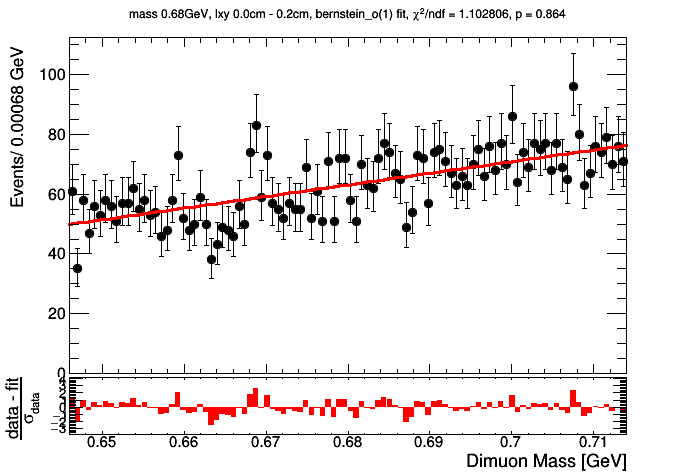 mass 0.68GeV, lxy 0.0cm - 0.2cm, bernstein_o(1) fit, χ²/ndf = 1.102806, p = 0.864
Events/ 0.00068 GeV
100
80
60
40
20
0
data - fit
σdata
0
0.65 0.66 0.67 0.68 0.69 0.7 0.71
Dimuon Mass [GeV]